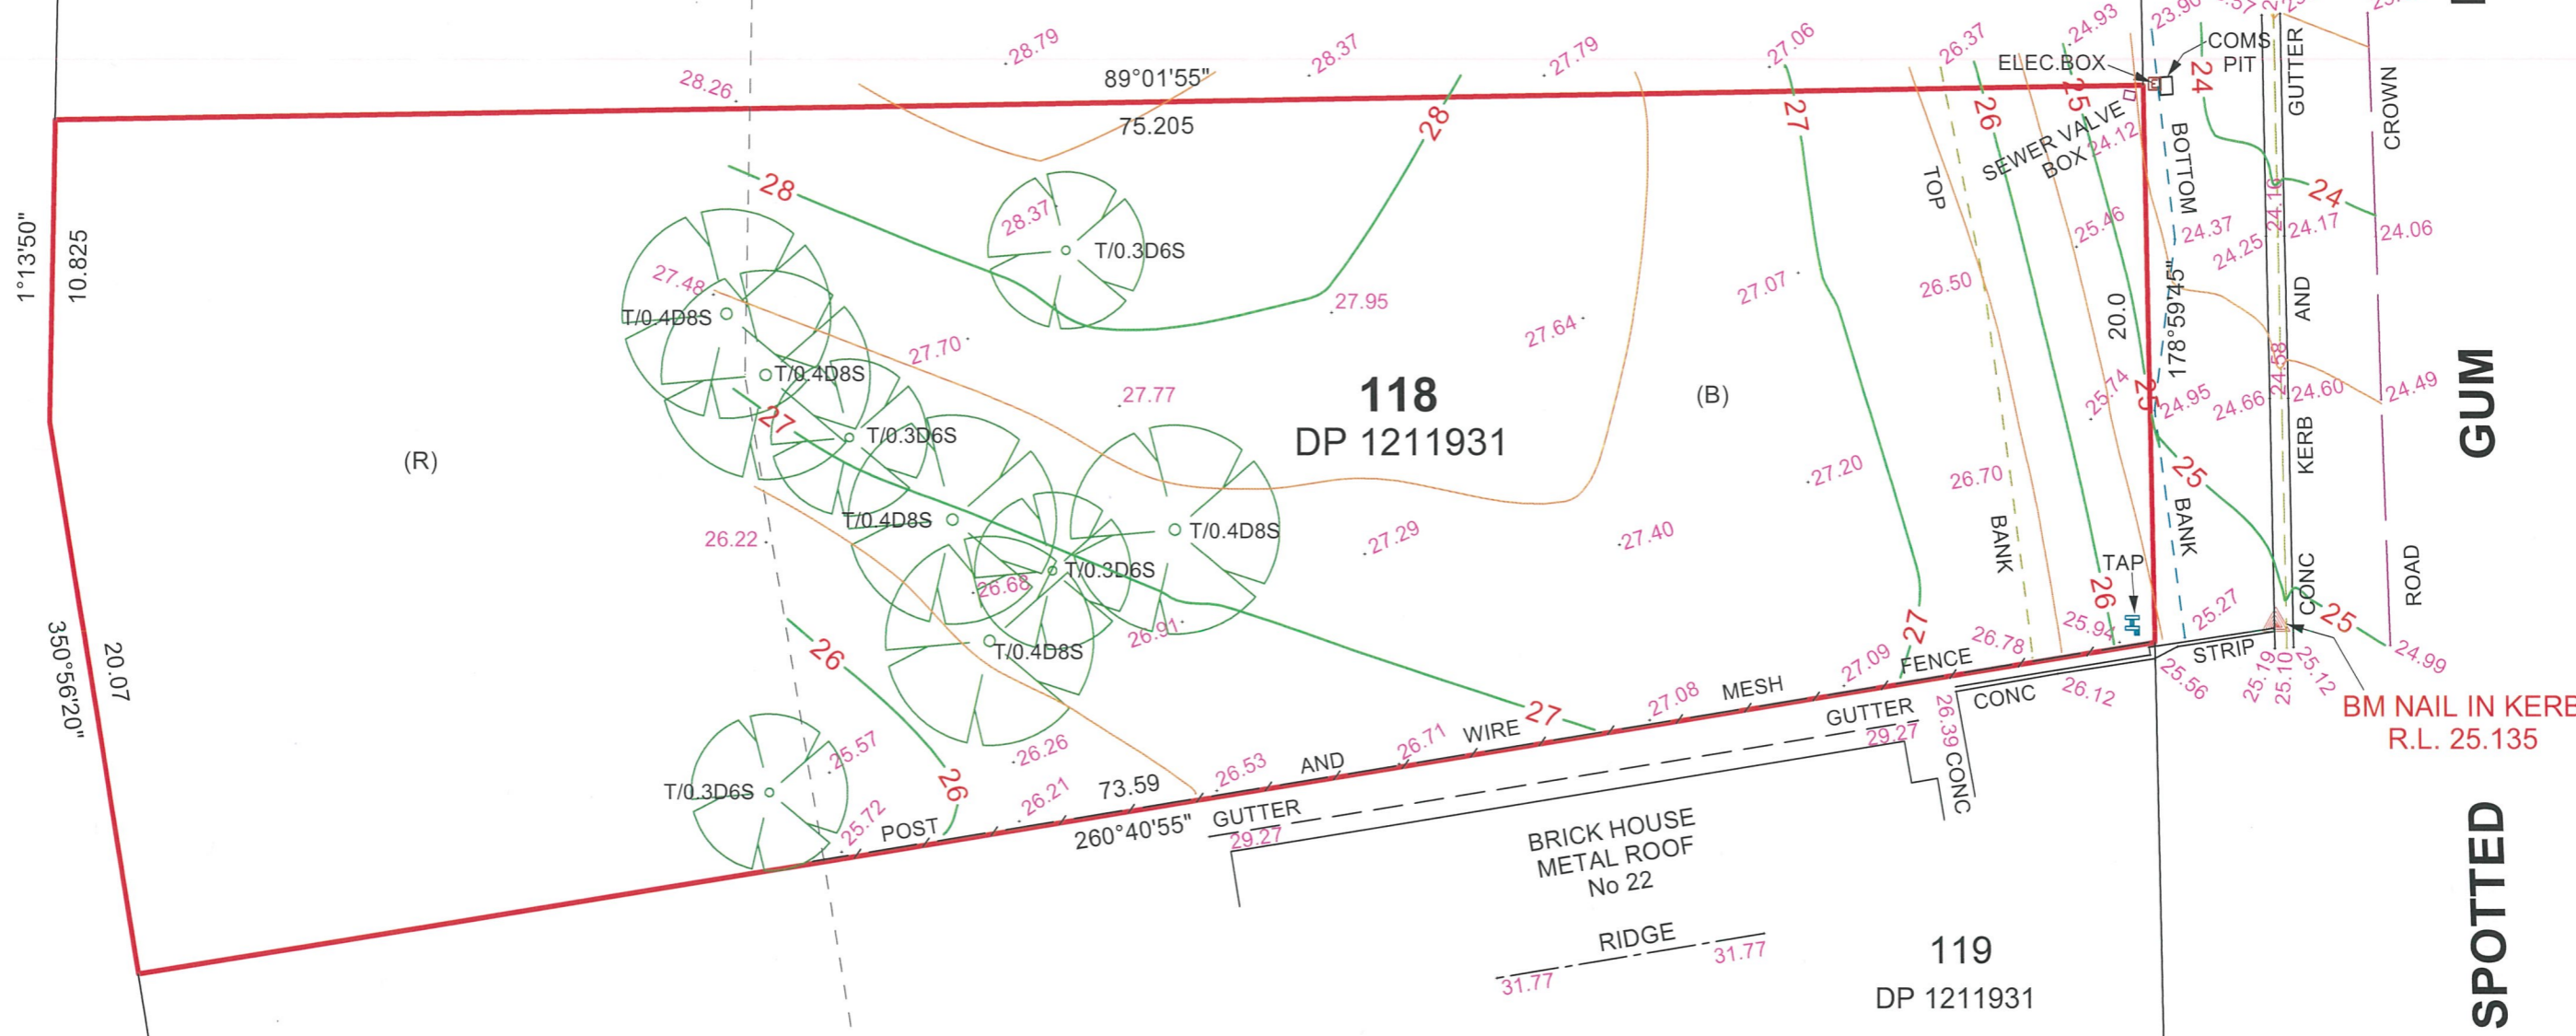 28.79
28.37
27.79
27.06
26.37
24.93
23.90
28.26
89°01'55"
75.205
ELEC.BOX
COMS
PIT
GUTTER
CROWN
28
28
27
26
25
24
SEWER VALVE
BOX
24.12
BOTTOM
TOP
28.37
T/0.3D6S
24.16
24
1°13'50"
10.825
27.48
T/0.4D8S
25.46
24.37
24.25
24.17
24.06
27.95
27.07
26.50
20.0
178°59'45"
AND
27.70
27.64
T/0.4D8S
24.58
27.77
118
DP 1211931
(B)
25.74
25
24.95
24.66
24.60
24.49
GUM
27
T/0.3D6S
(R)
27.20
26.70
25
KERB
26.22
T/0.4D8S
T/0.4D8S
27.29
27.40
BANK
BANK
T/0.3D6S
26.68
TAP
CONC
ROAD
26
25.27
25
350°56'20"
20.07
26
T/0.4D8S
26.91
27
27.09
FENCE
26.78
25.94
STRIP
24.99
25.56
25.19
25.10
25.12
BM NAIL IN KERB
R.L. 25.135
27
27.08
MESH
GUTTER
29.27
26.39
CONC
CONC
26.12
T/0.3D6S
25.57
26
26.26
26.21
73.59
26.53
AND
26.71
WIRE
25.72
POST
260°40'55"
GUTTER
29.27
BRICK HOUSE
METAL ROOF
No 22
RIDGE
31.77
31.77
119
DP 1211931
SPOTTED